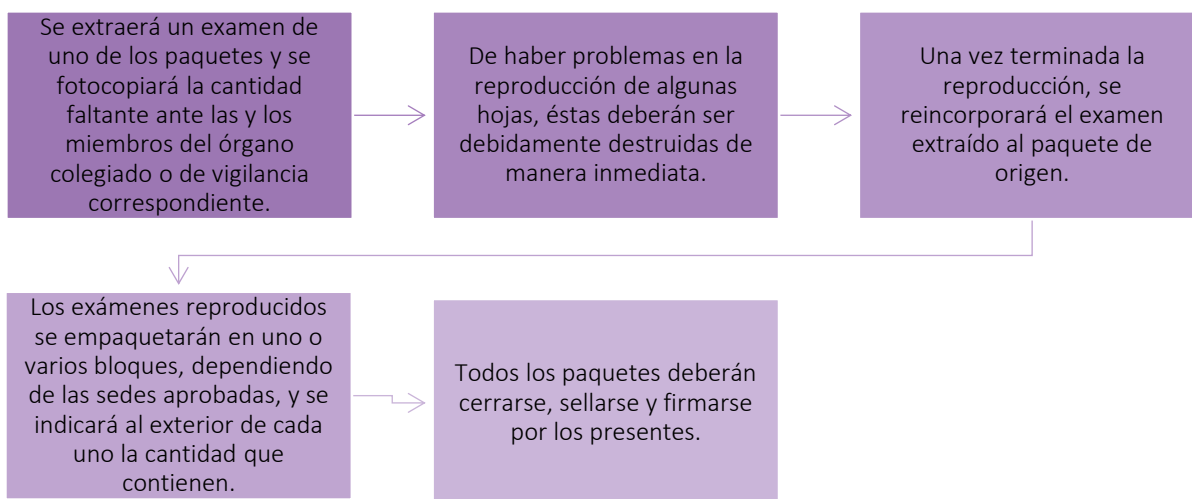 Se extraerá un examen de
uno de los paquetes y se
fotocopiará la cantidad
faltante ante las y los
miembros del órgano
colegiado o de vigilancia
correspondiente.
De haber problemas en la
reproducción de algunas
hojas, éstas deberán ser
debidamente destruidas de
manera inmediata.
Una vez terminada la
reproducción, se
reincorporará el examen
extraído al paquete de
origen.
Los exámenes reproducidos
se empaquetarán en uno o
varios bloques, dependiendo
de las sedes aprobadas, y se
indicará al exterior de cada
uno la cantidad que
contienen.
Todos los paquetes deberán
cerrarse, sellarse y firmarse
por los presentes.